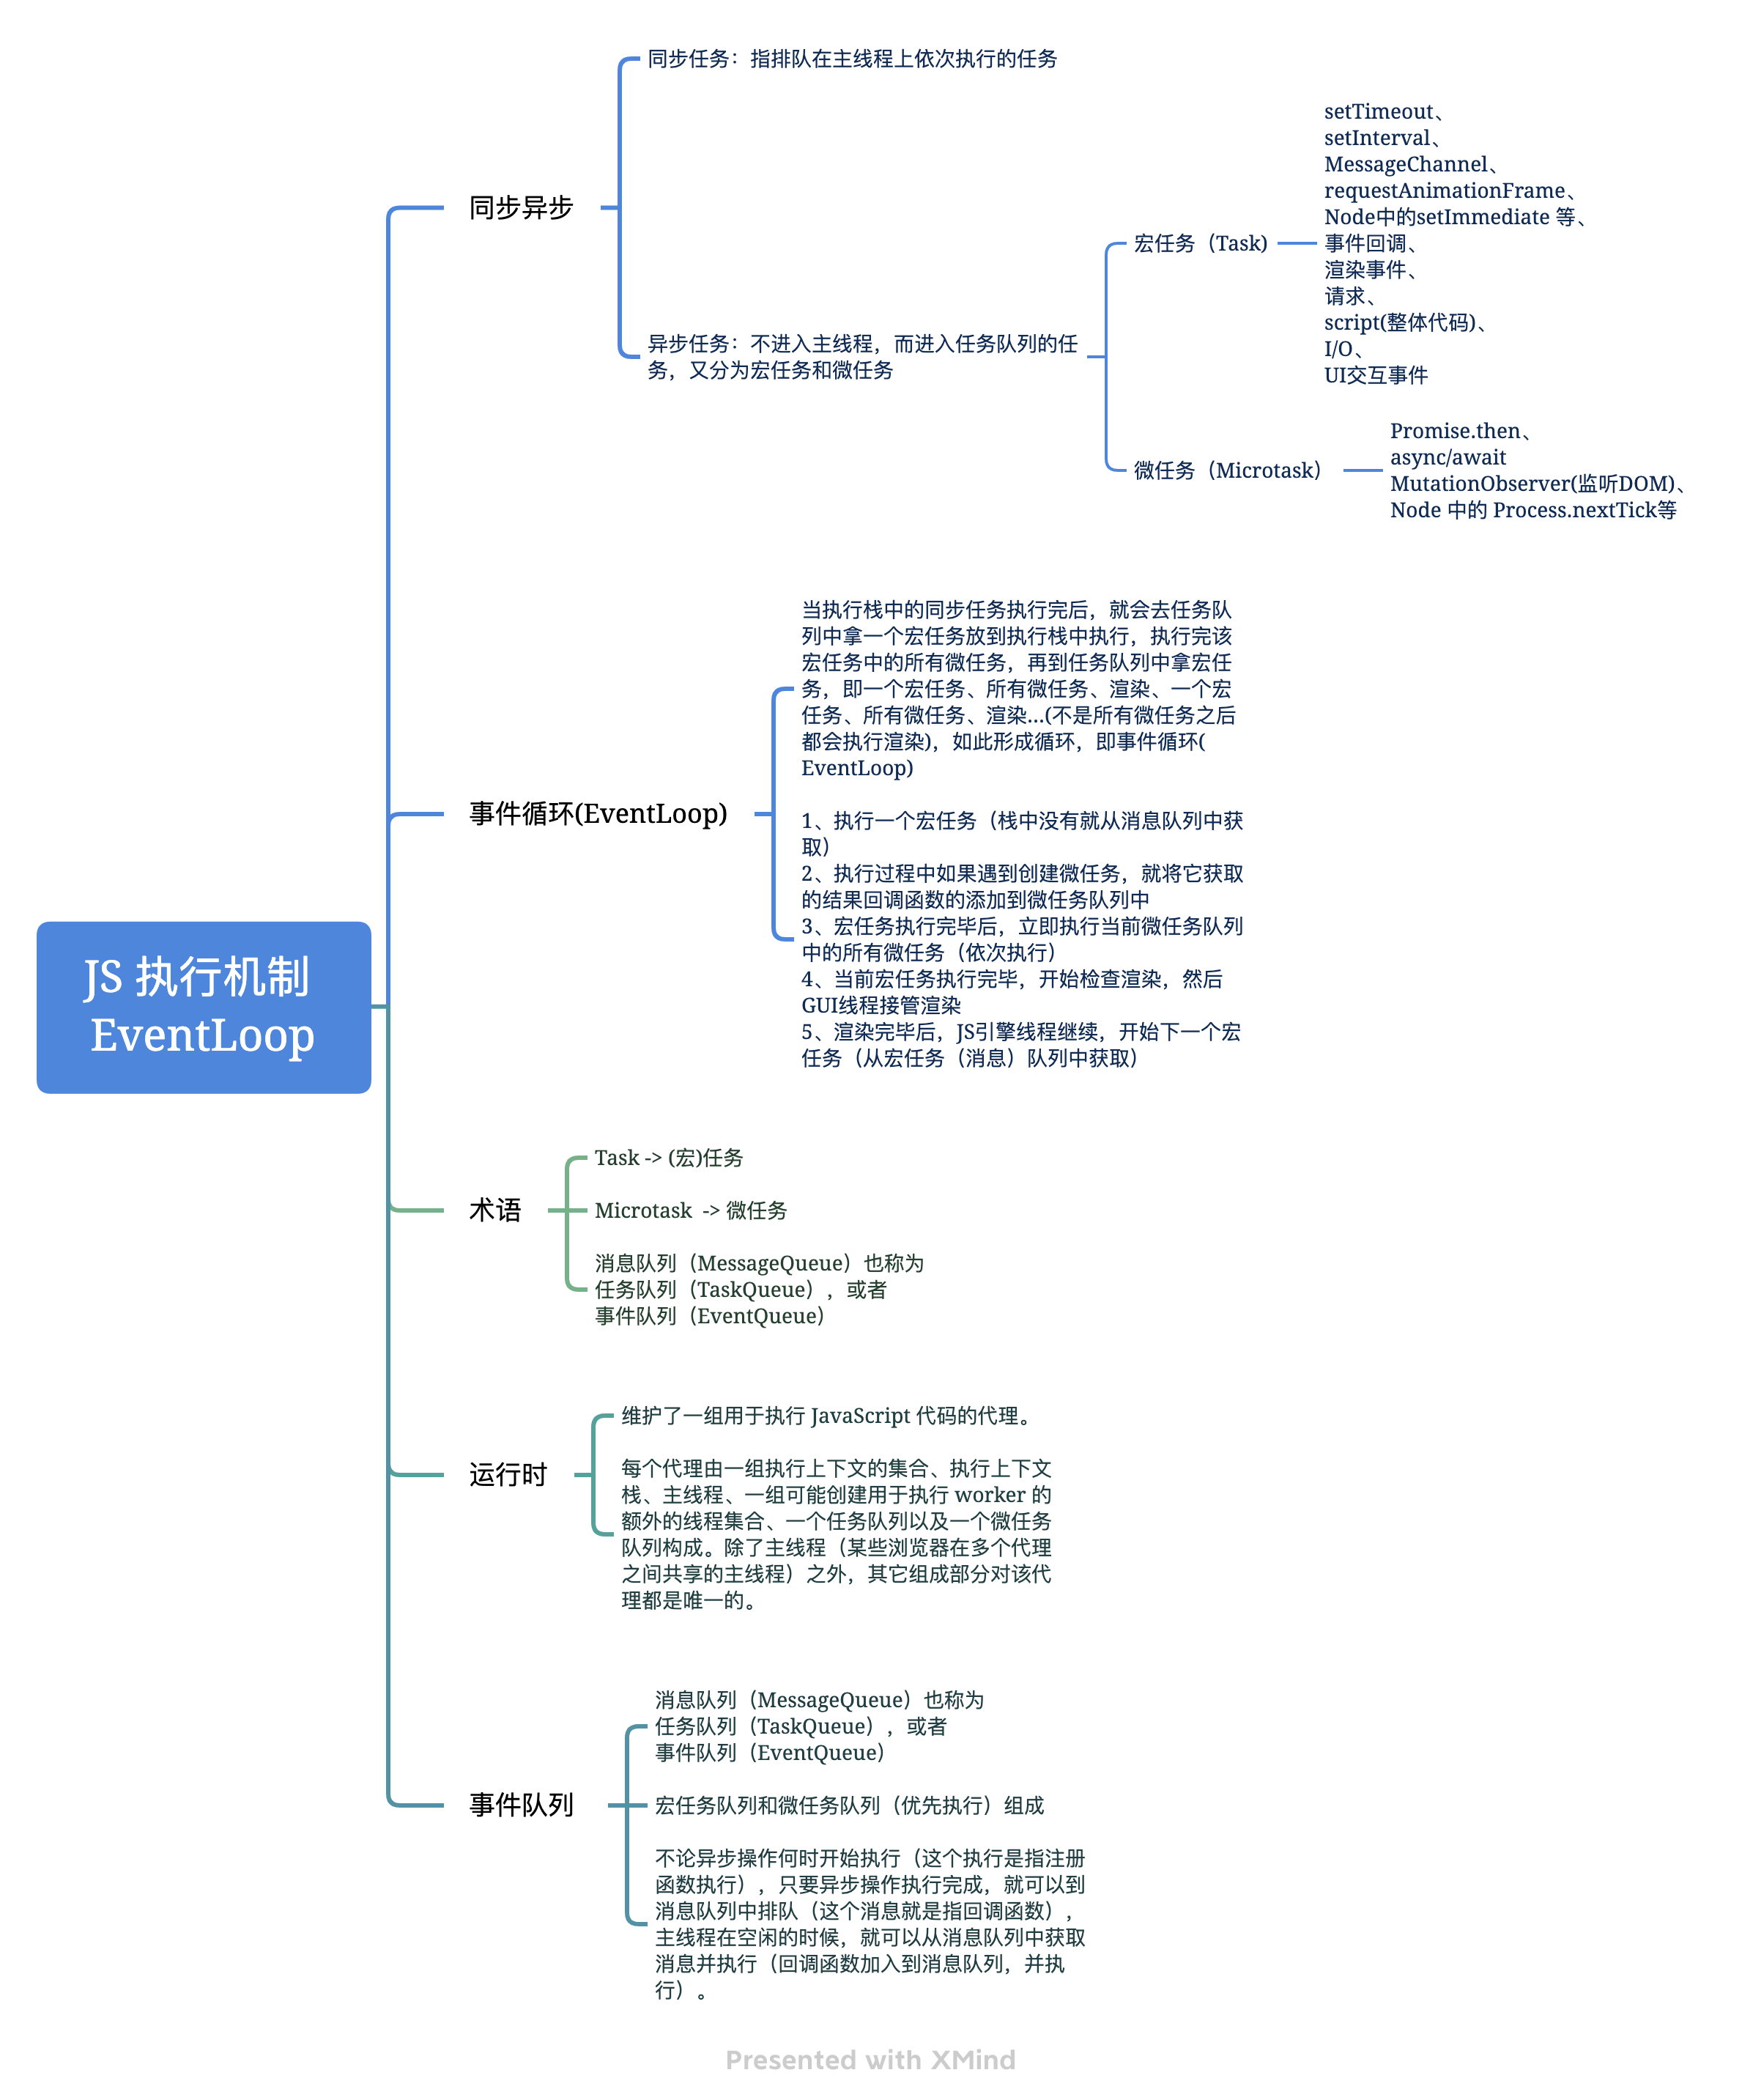 同步任务：指排队在主线程上依次执行的任务
setTimeout、
setInterval、
MessageChannel、
requestAnimationFrame、
Node中的setImmediate 等、
事件回调、
渲染事件、
请求、
script(整体代码)、
I/O、
UI交互事件
同步异步
宏任务（Task)
异步任务：不进入主线程，而进入任务队列的任
务，又分为宏任务和微任务
微任务（Microtask）
Promise.then、
async/await
MutationObserver(监听DOM)、
Node 中的 Process.nextTick等
当执行栈中的同步任务执行完后，就会去任务队
列中拿一个宏任务放到执行栈中执行，执行完该
宏任务中的所有微任务，再到任务队列中拿宏任
务，即一个宏任务、所有微任务、渲染、一个宏
任务、所有微任务、渲染...(不是所有微任务之后
都会执行渲染)，如此形成循环，即事件循环(
EventLoop)
事件循环(EventLoop)
1、执行一个宏任务（栈中没有就从消息队列中获
取）
2、执行过程中如果遇到创建微任务，就将它获取
的结果回调函数的添加到微任务队列中
3、宏任务执行完毕后，立即执行当前微任务队列
中的所有微任务（依次执行）
4、当前宏任务执行完毕，开始检查渲染，然后
GUI线程接管渲染
5、渲染完毕后，JS引擎线程继续，开始下一个宏
任务（从宏任务（消息）队列中获取）
JS 执行机制
EventLoop
Task -> (宏)任务
术语
Microtask  -> 微任务
消息队列（MessageQueue）也称为
任务队列（TaskQueue），或者
事件队列（EventQueue）
维护了一组用于执行 JavaScript 代码的代理。
运行时
每个代理由一组执行上下文的集合、执行上下文
栈、主线程、一组可能创建用于执行 worker 的
额外的线程集合、一个任务队列以及一个微任务
队列构成。除了主线程（某些浏览器在多个代理
之间共享的主线程）之外，其它组成部分对该代
理都是唯一的。
消息队列（MessageQueue）也称为
任务队列（TaskQueue），或者
事件队列（EventQueue）
事件队列
宏任务队列和微任务队列（优先执行）组成
不论异步操作何时开始执行（这个执行是指注册
函数执行），只要异步操作执行完成，就可以到
消息队列中排队（这个消息就是指回调函数），
主线程在空闲的时候，就可以从消息队列中获取
消息并执行（回调函数加入到消息队列，并执
行）。
Presented with XMind